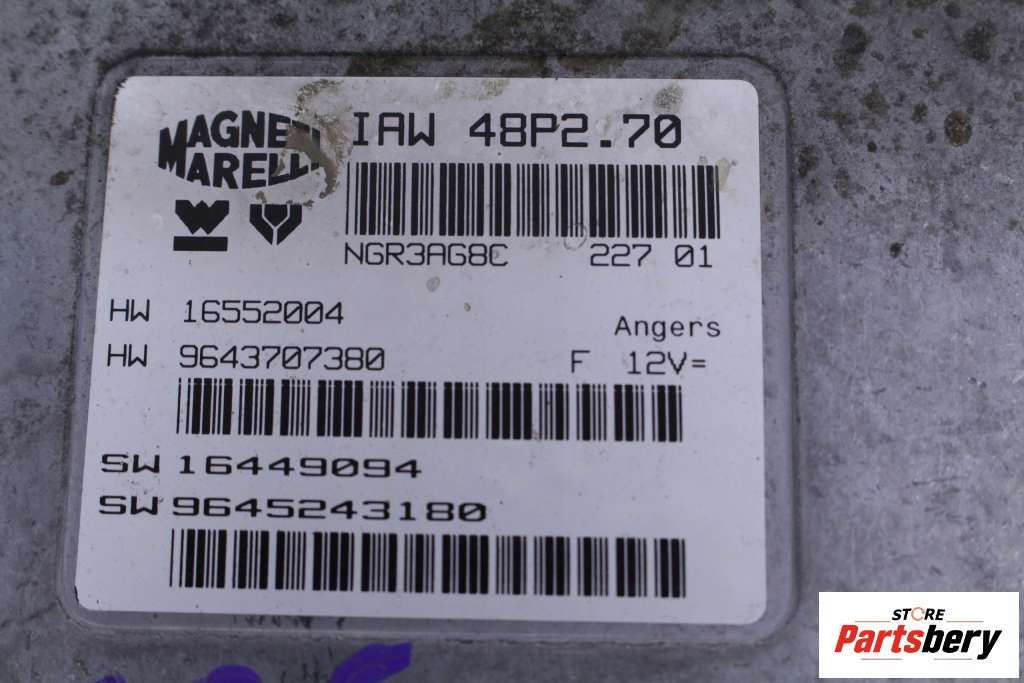 MAGNETI
MARELLI
IAW 48P2.70
NGR3AG8C 227 01
HW 16552004
Angers
HW 9643707380 F 12V=
SW 16449094
SW 9645243180
STORE
Partsbery